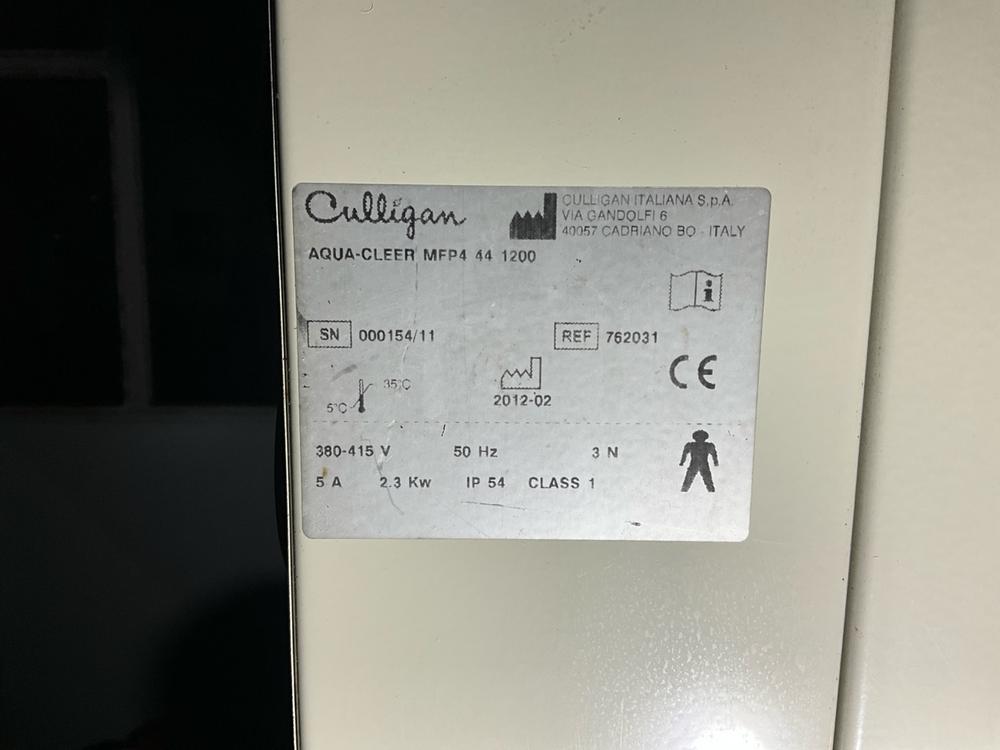 Culligan
CULLIGAN ITALIANA S.p.A.
VIA GANDOLFI 6
40057 CADRIANO BO - ITALY
AQUA-CLEER MFP4 44 1200
i
SN 000154/11
REF 762031
CE
35°C
5°C
2012-02
380-415 V 50 Hz 3 N
5 A 2.3 Kw IP 54 CLASS 1